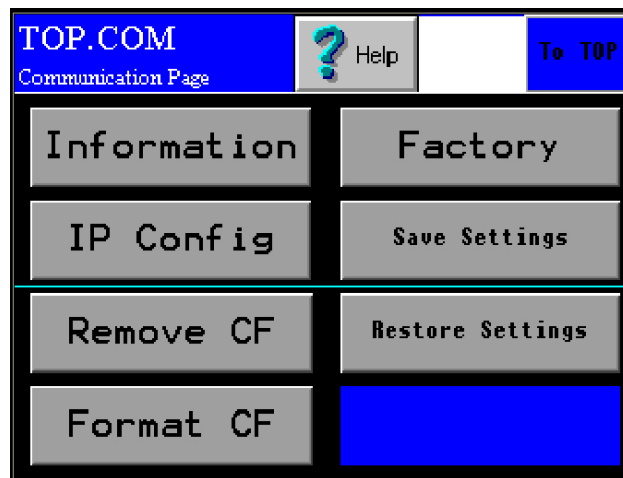 TOP.COM
Communication Page
Help
To TOP
Information
Factory
IP Config
Save Settings
Remove CF
Restore Settings
Format CF